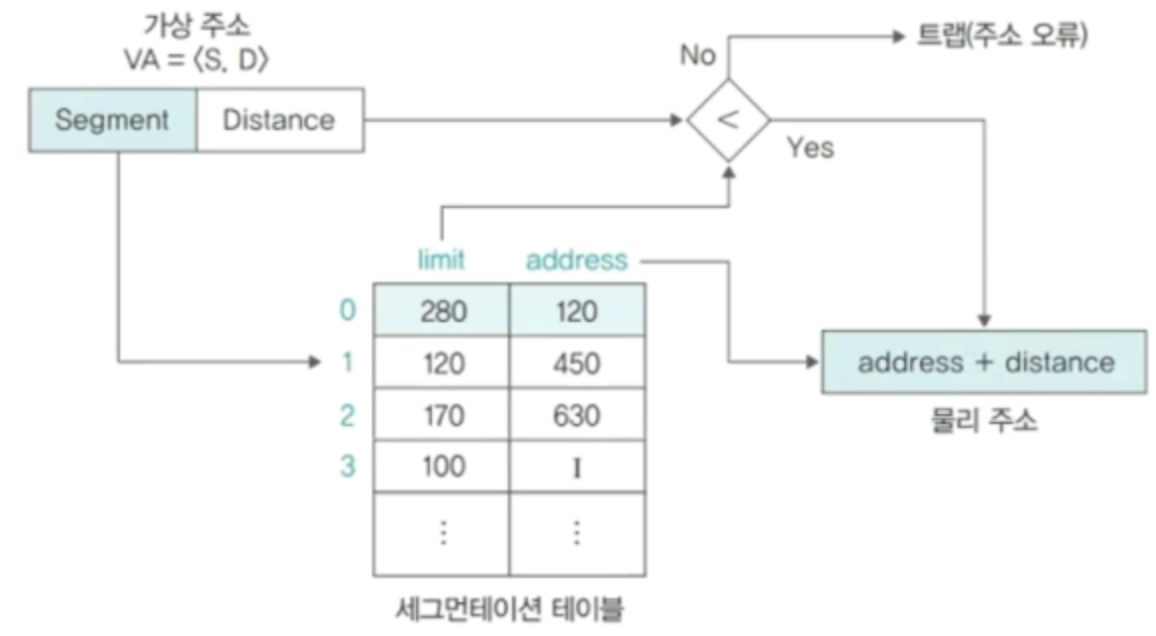 가상 주소
VA = ⟨S, D⟩
Segment Distance
No
트랩(주소 오류)
<
Yes
limit address
0 280 120
1 120 450
2 170 630
3 100 I
⋮ ⋮
address + distance
물리 주소
세그먼테이션 테이블